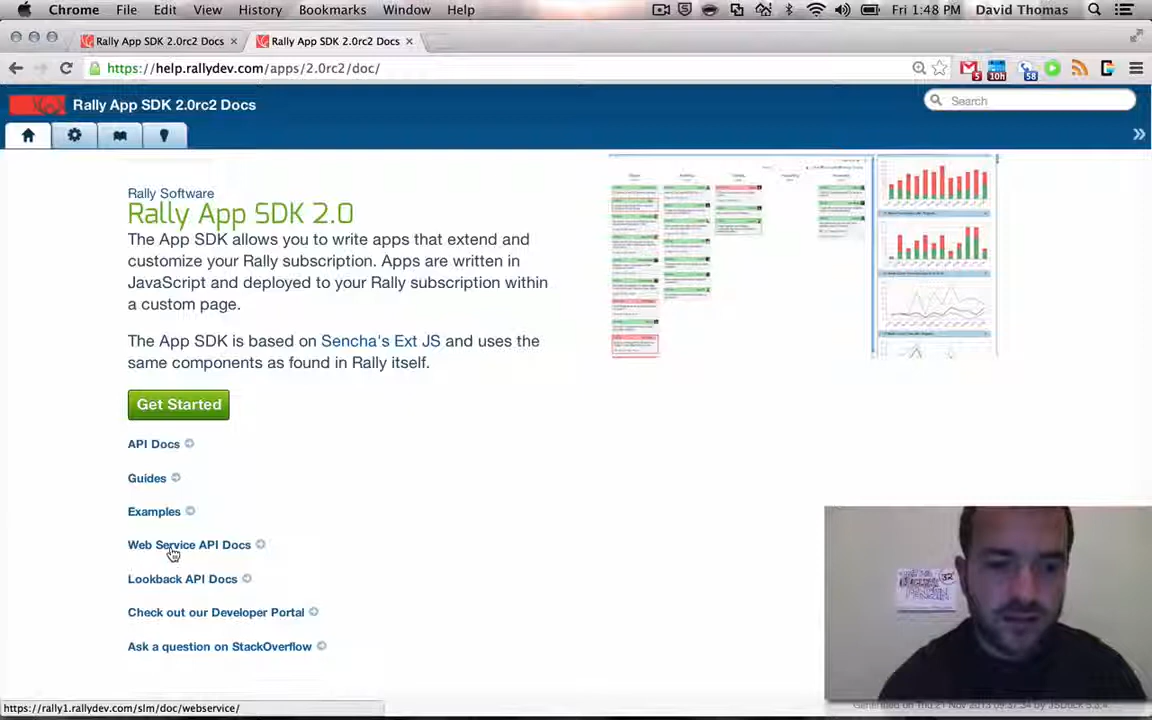 Chrome File Edit View History Bookmarks Window Help Fri 1:48 PM David Thomas
Rally App SDK 2.0rc2 Docs Rally App SDK 2.0rc2 Docs
https://help.rallydev.com/apps/2.0rc2/doc/
5 10h 58
Rally App SDK 2.0rc2 Docs
Search
Rally Software
Rally App SDK 2.0
The App SDK allows you to write apps that extend and
customize your Rally subscription. Apps are written in
JavaScript and deployed to your Rally subscription within
a custom page.
The App SDK is based on Sencha's Ext JS and uses the
same components as found in Rally itself.
Get Started
API Docs
Guides
Examples
Web Service API Docs
Lookback API Docs
Check out our Developer Portal
Ask a question on StackOverflow
https://rally1.rallydev.com/slm/doc/webservice/